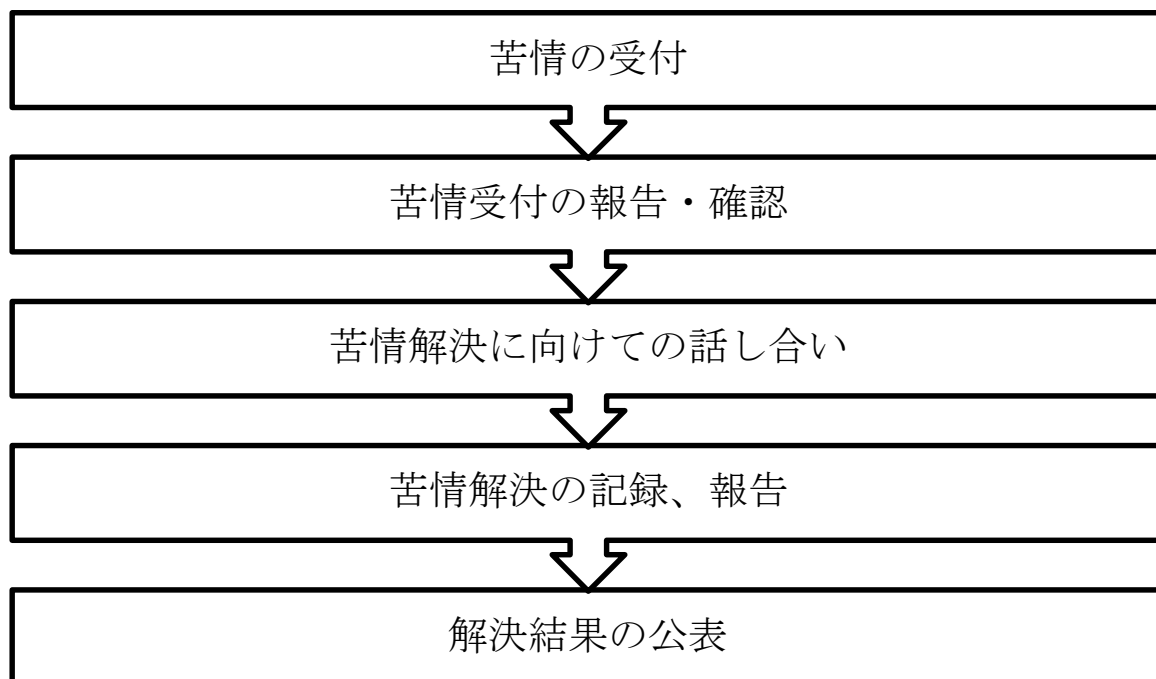 苦情の受付
苦情受付の報告・確認
苦情解決に向けての話し合い
苦情解決の記録、報告
解決結果の公表